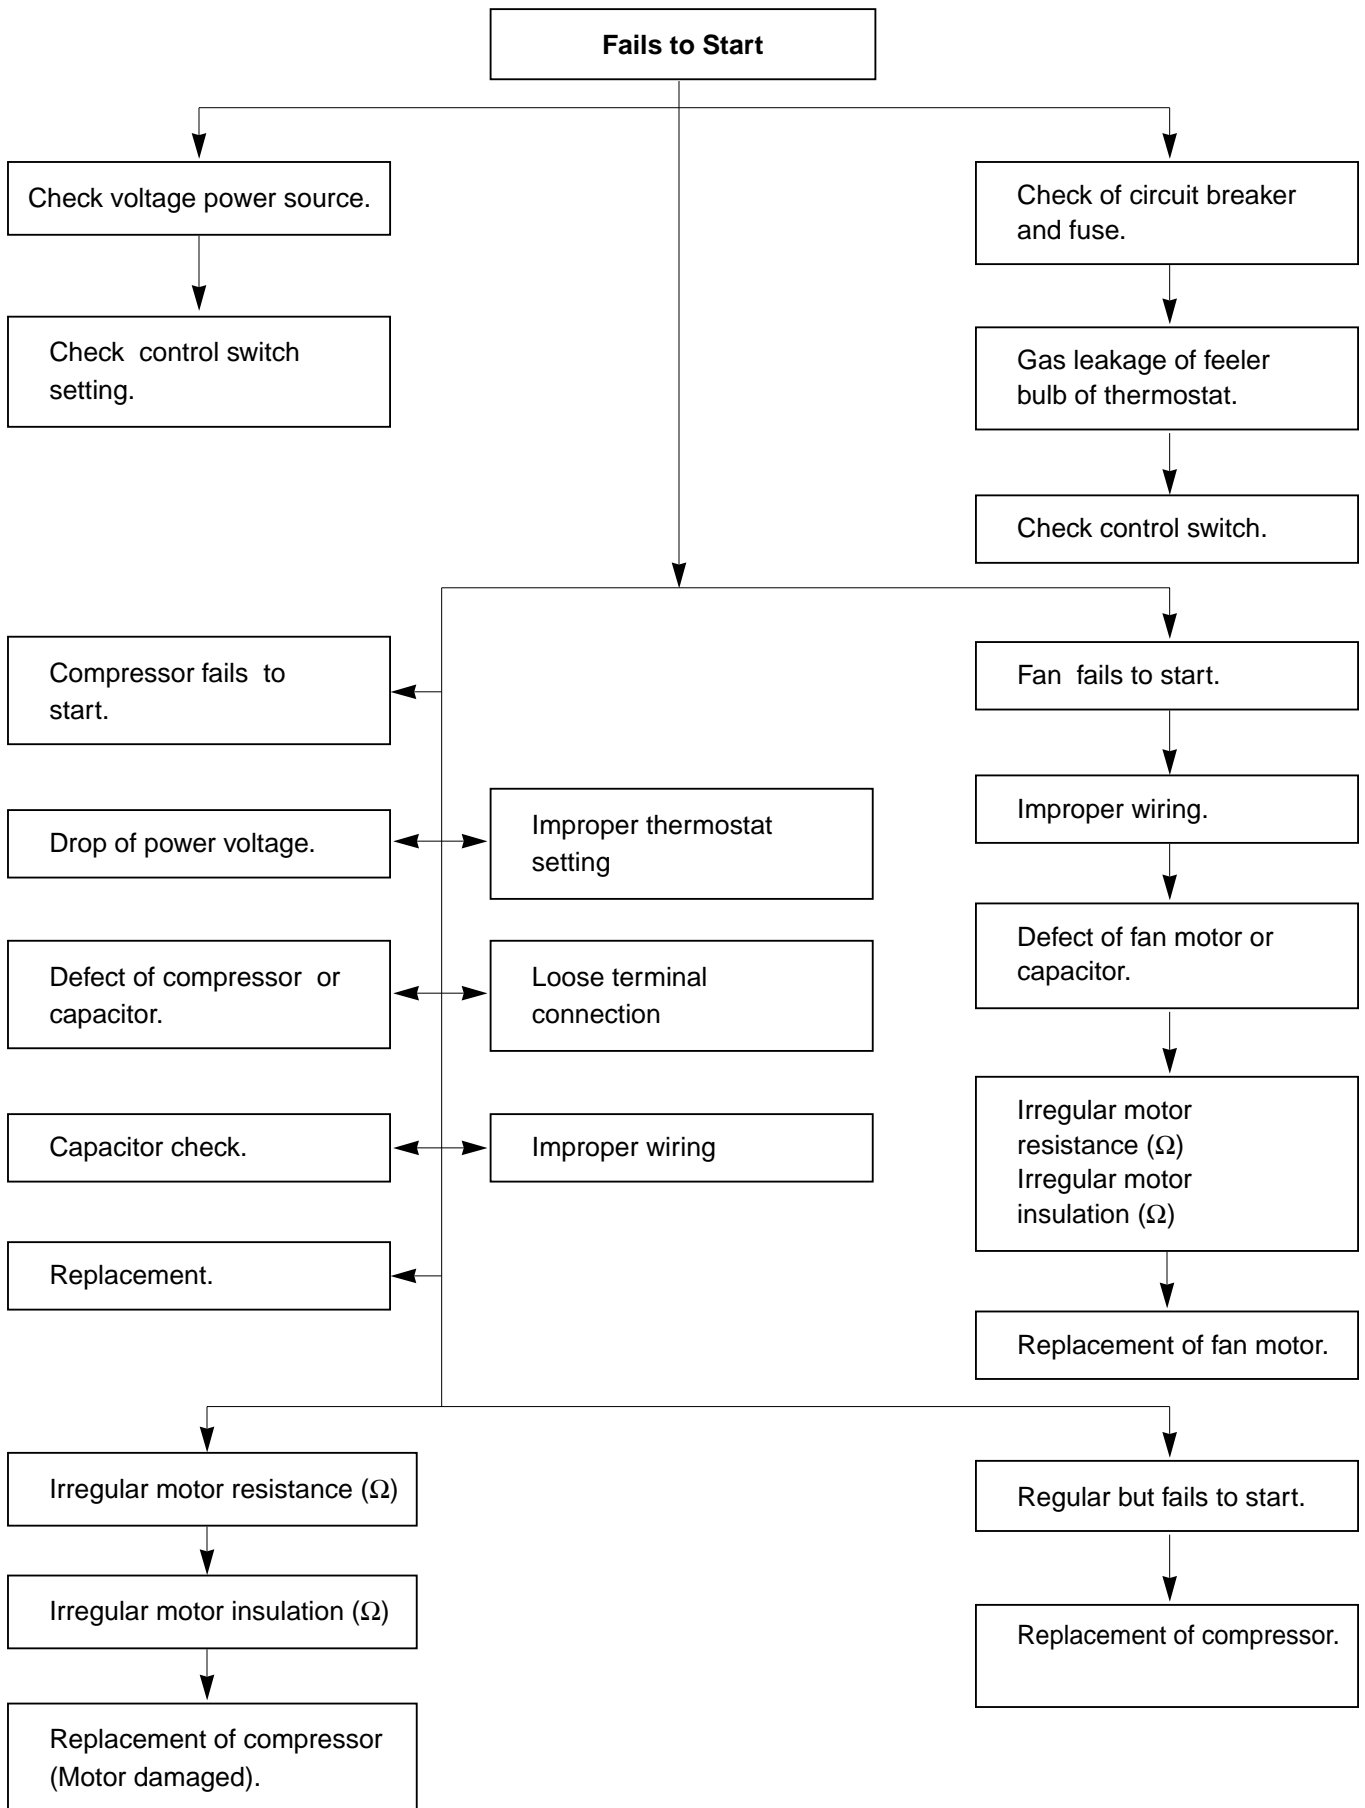 Fails to Start
Check voltage power source.
Check of circuit breaker
and fuse.
Check control switch
setting.
Gas leakage of feeler
bulb of thermostat.
Check control switch.
Compressor fails to
start.
Fan fails to start.
Drop of power voltage.
Improper thermostat
setting
Improper wiring.
Defect of compressor or
capacitor.
Loose terminal
connection
Defect of fan motor or
capacitor.
Capacitor check.
Improper wiring
Irregular motor
resistance (Ω)
Irregular motor
insulation (Ω)
Replacement.
Replacement of fan motor.
Irregular motor resistance (Ω)
Regular but fails to start.
Irregular motor insulation (Ω)
Replacement of compressor.
Replacement of compressor
(Motor damaged).